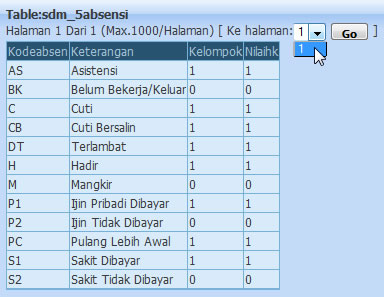 Table:sdm_5absensi
Halaman 1 Dari 1 (Max.1000/Halaman) [ Ke halaman: 1 Go ]
1
Kodeabsen Keterangan Kelompok Nilaihk
AS Asistensi 1 1
BK Belum Bekerja/Keluar 0 0
C Cuti 1 1
CB Cuti Bersalin 1 1
DT Terlambat 1 1
H Hadir 1 1
M Mangkir 0 0
P1 Ijin Pribadi Dibayar 1 1
P2 Ijin Tidak Dibayar 0 0
PC Pulang Lebih Awal 1 1
S1 Sakit Dibayar 1 1
S2 Sakit Tidak Dibayar 0 0